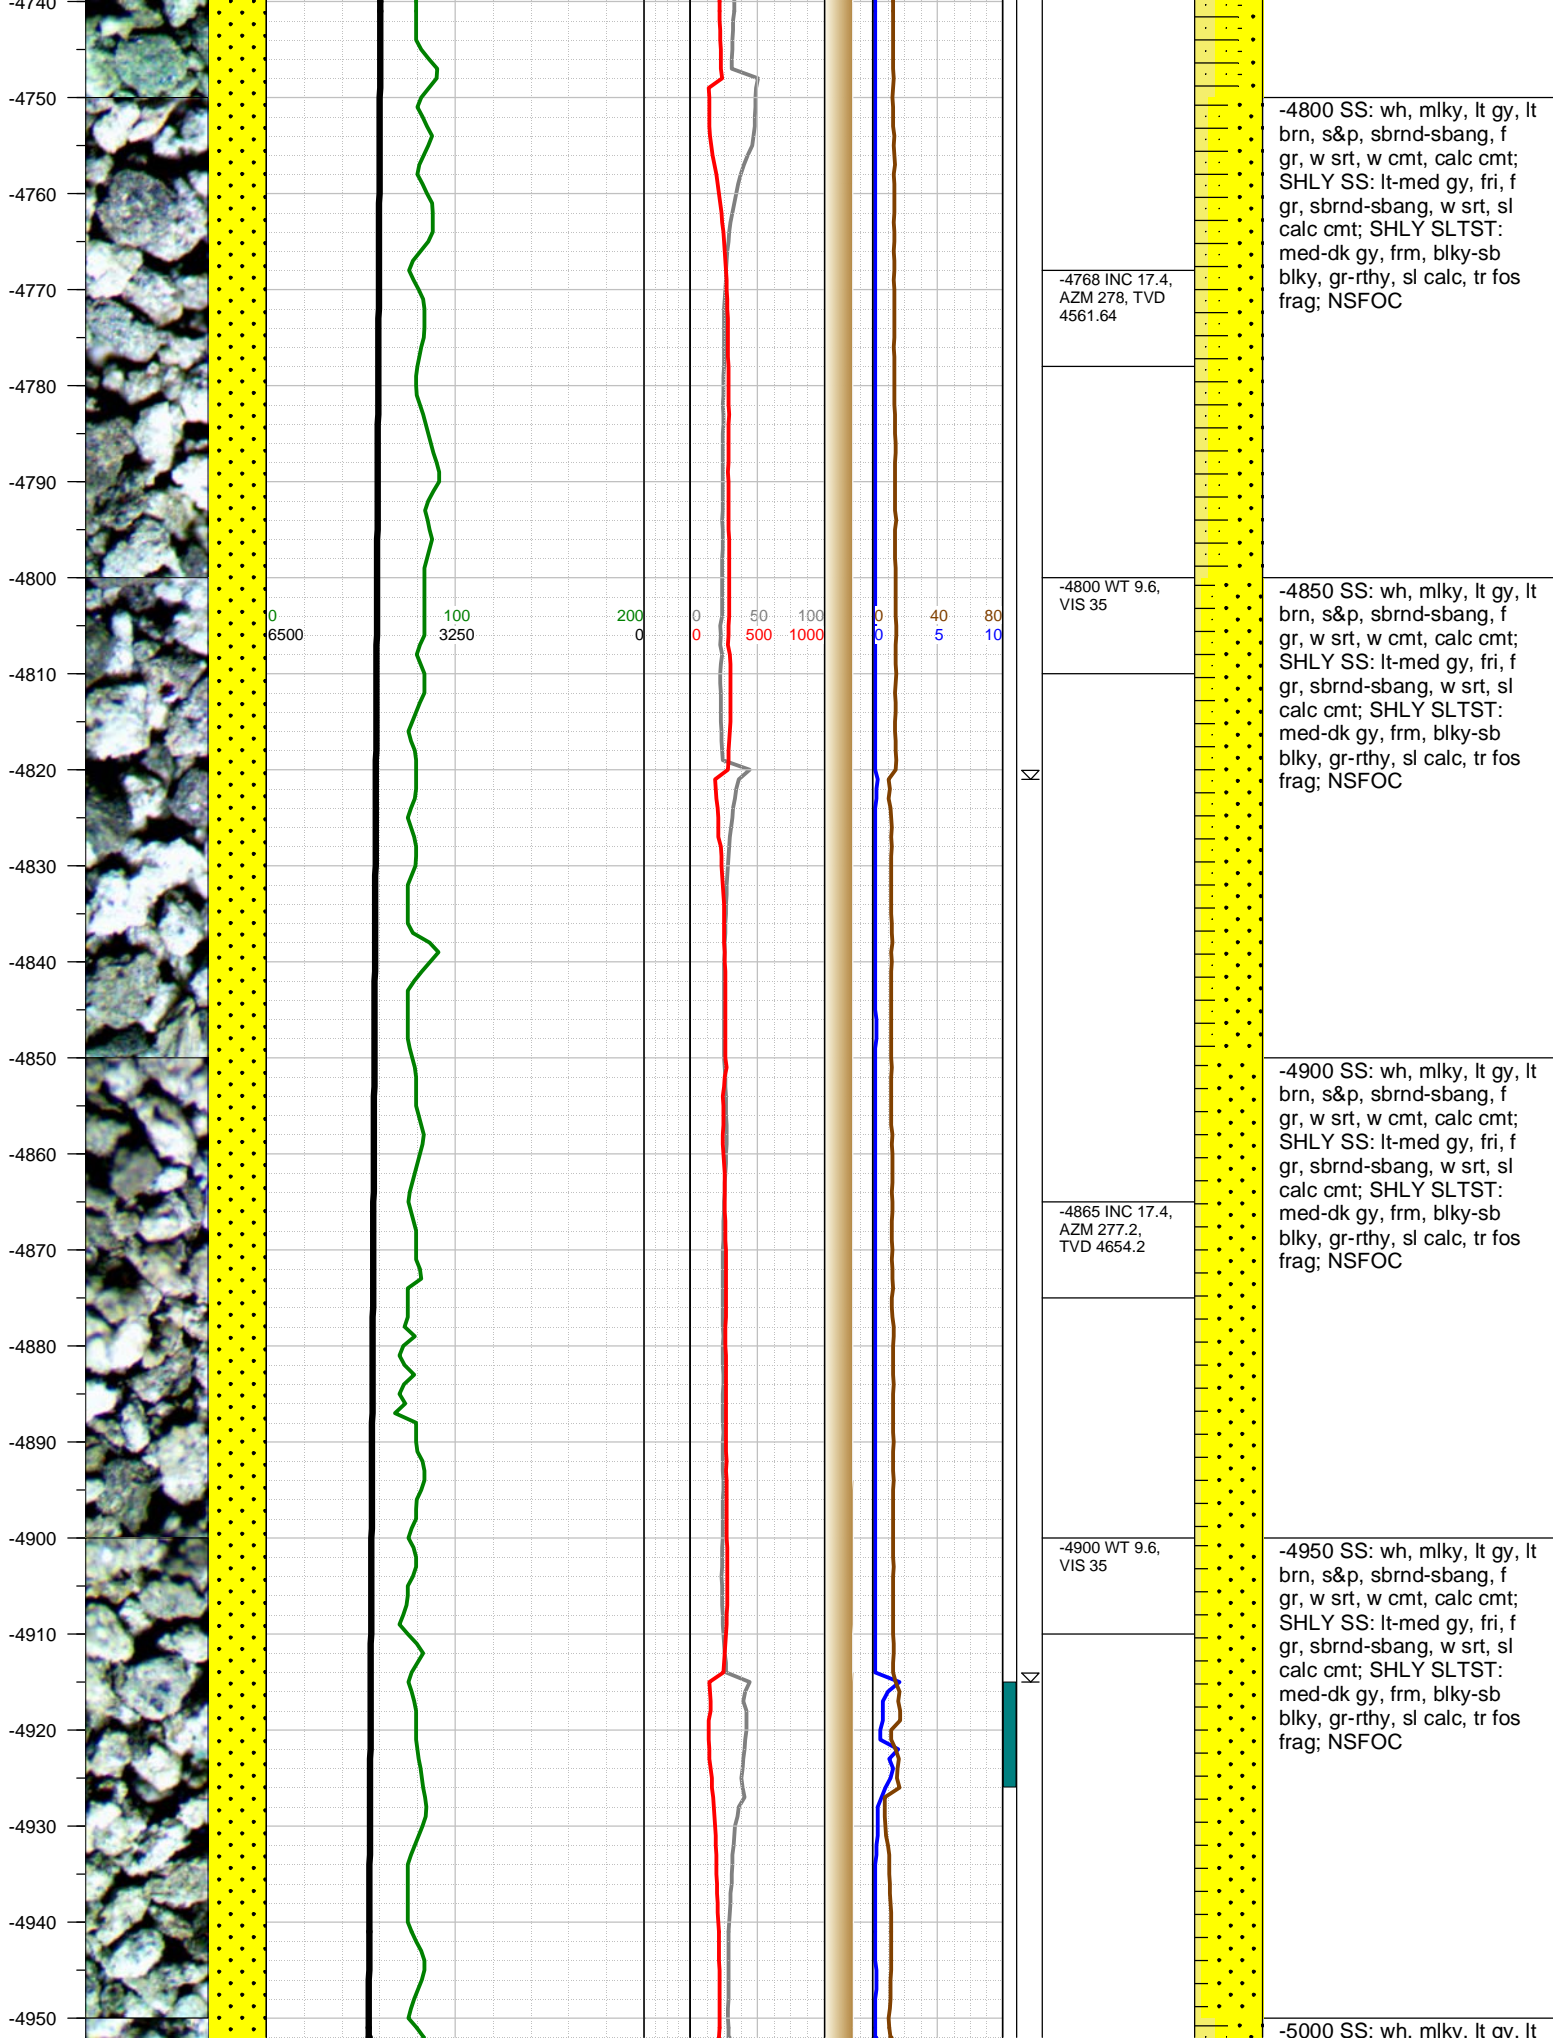 -4740
-4750
-4760
-4770
-4780
-4790
-4800
-4810
-4820
-4830
-4840
-4850
-4860
-4870
-4880
-4890
-4900
-4910
-4920
-4930
-4940
-4950
0 100 200
6500 3250 0
0 50 100
0 500 1000
0 40 80
0 5 10
-4768 INC 17.4,
AZM 278, TVD
4561.64
-4800 WT 9.6,
VIS 35
-4865 INC 17.4,
AZM 277.2,
TVD 4654.2
-4900 WT 9.6,
VIS 35
-4800 SS: wh, mlky, lt gy, lt
brn, s&p, sbrnd-sbang, f
gr, w srt, w cmt, calc cmt;
SHLY SS: lt-med gy, fri, f
gr, sbrnd-sbang, w srt, sl
calc cmt; SHLY SLTST:
med-dk gy, frm, blky-sb
blky, gr-rthy, sl calc, tr fos
frag; NSFOC
-4850 SS: wh, mlky, lt gy, lt
brn, s&p, sbrnd-sbang, f
gr, w srt, w cmt, calc cmt;
SHLY SS: lt-med gy, fri, f
gr, sbrnd-sbang, w srt, sl
calc cmt; SHLY SLTST:
med-dk gy, frm, blky-sb
blky, gr-rthy, sl calc, tr fos
frag; NSFOC
-4900 SS: wh, mlky, lt gy, lt
brn, s&p, sbrnd-sbang, f
gr, w srt, w cmt, calc cmt;
SHLY SS: lt-med gy, fri, f
gr, sbrnd-sbang, w srt, sl
calc cmt; SHLY SLTST:
med-dk gy, frm, blky-sb
blky, gr-rthy, sl calc, tr fos
frag; NSFOC
-4950 SS: wh, mlky, lt gy, lt
brn, s&p, sbrnd-sbang, f
gr, w srt, w cmt, calc cmt;
SHLY SS: lt-med gy, fri, f
gr, sbrnd-sbang, w srt, sl
calc cmt; SHLY SLTST:
med-dk gy, frm, blky-sb
blky, gr-rthy, sl calc, tr fos
frag; NSFOC
-5000 SS: wh, mlky, lt gy, lt